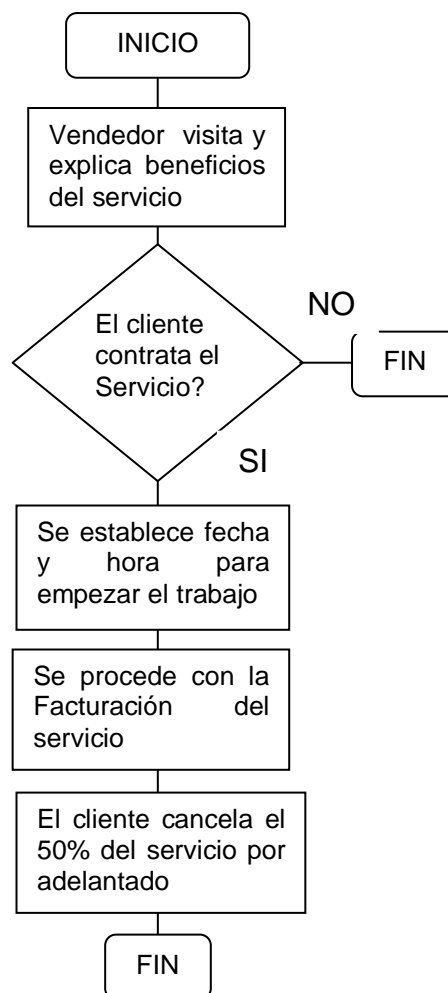 INICIO
Vendedor visita y
explica beneficios
del servicio
El cliente
contrata el
Servicio?
NO
FIN
SI
Se establece fecha
y hora para
empezar el trabajo
Se procede con la
Facturación del
servicio
El cliente cancela el
50% del servicio por
adelantado
FIN